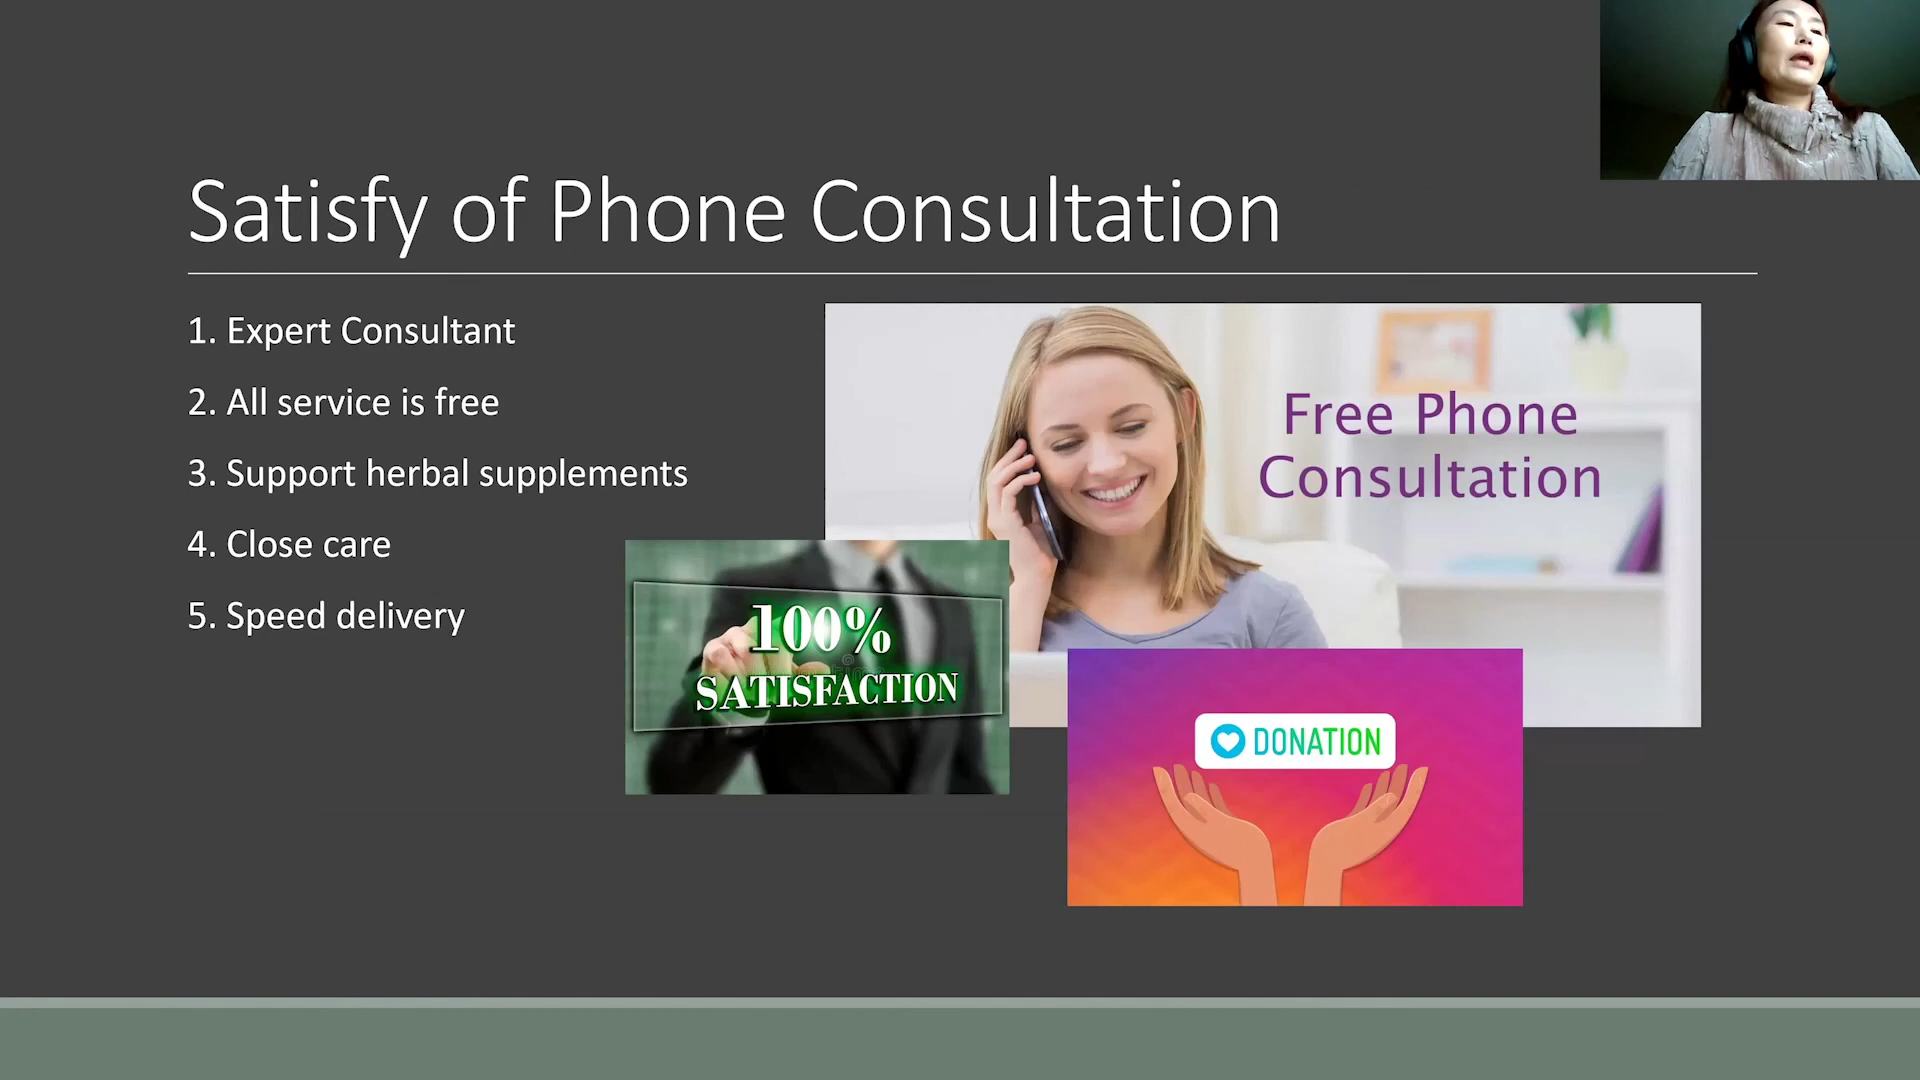 Satisfy of Phone Consultation
1. Expert Consultant
2. All service is free
3. Support herbal supplements
4. Close care
5. Speed delivery
Free Phone
Consultation
100%
SATISFACTION
DONATION